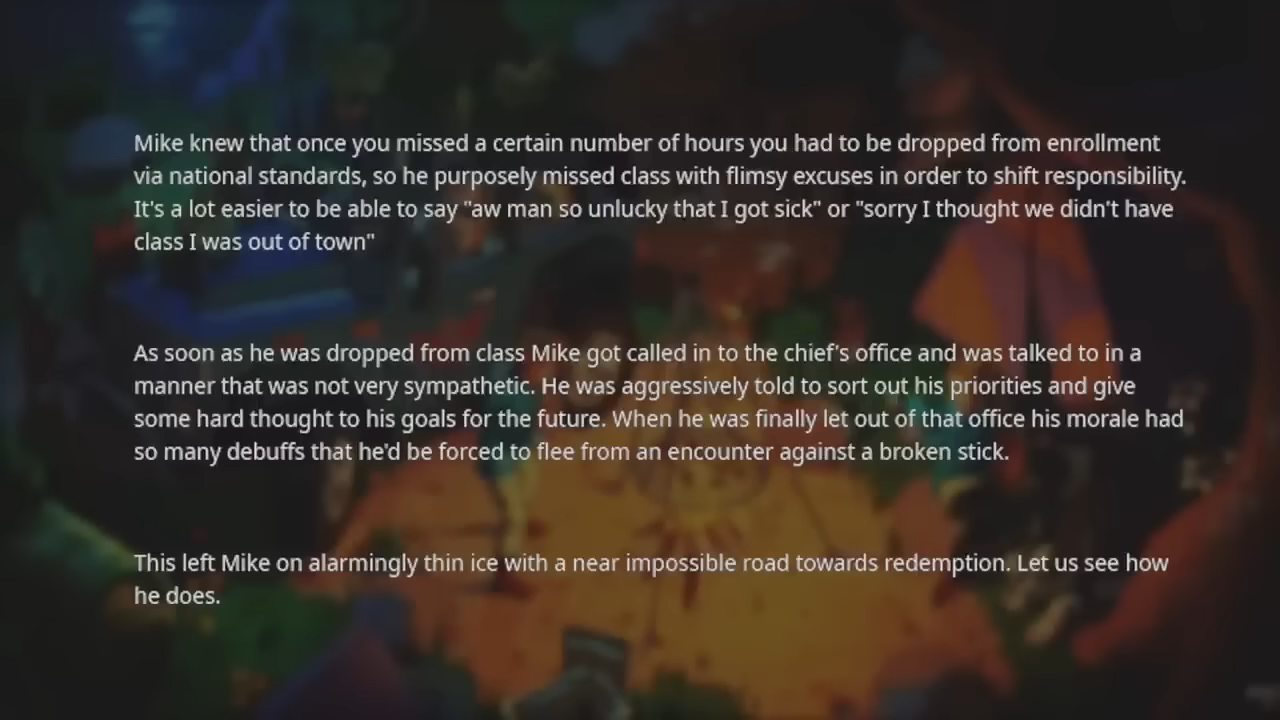 Mike knew that once you missed a certain number of hours you had to be dropped from enrollment
via national standards, so he purposely missed class with flimsy excuses in order to shift responsibility.
It's a lot easier to be able to say "aw man so unlucky that I got sick" or "sorry I thought we didn't have
class I was out of town"
As soon as he was dropped from class Mike got called in to the chief's office and was talked to in a
manner that was not very sympathetic. He was aggressively told to sort out his priorities and give
some hard thought to his goals for the future. When he was finally let out of that office his morale had
so many debuffs that he'd be forced to flee from an encounter against a broken stick.
This left Mike on alarmingly thin ice with a near impossible road towards redemption. Let us see how
he does.